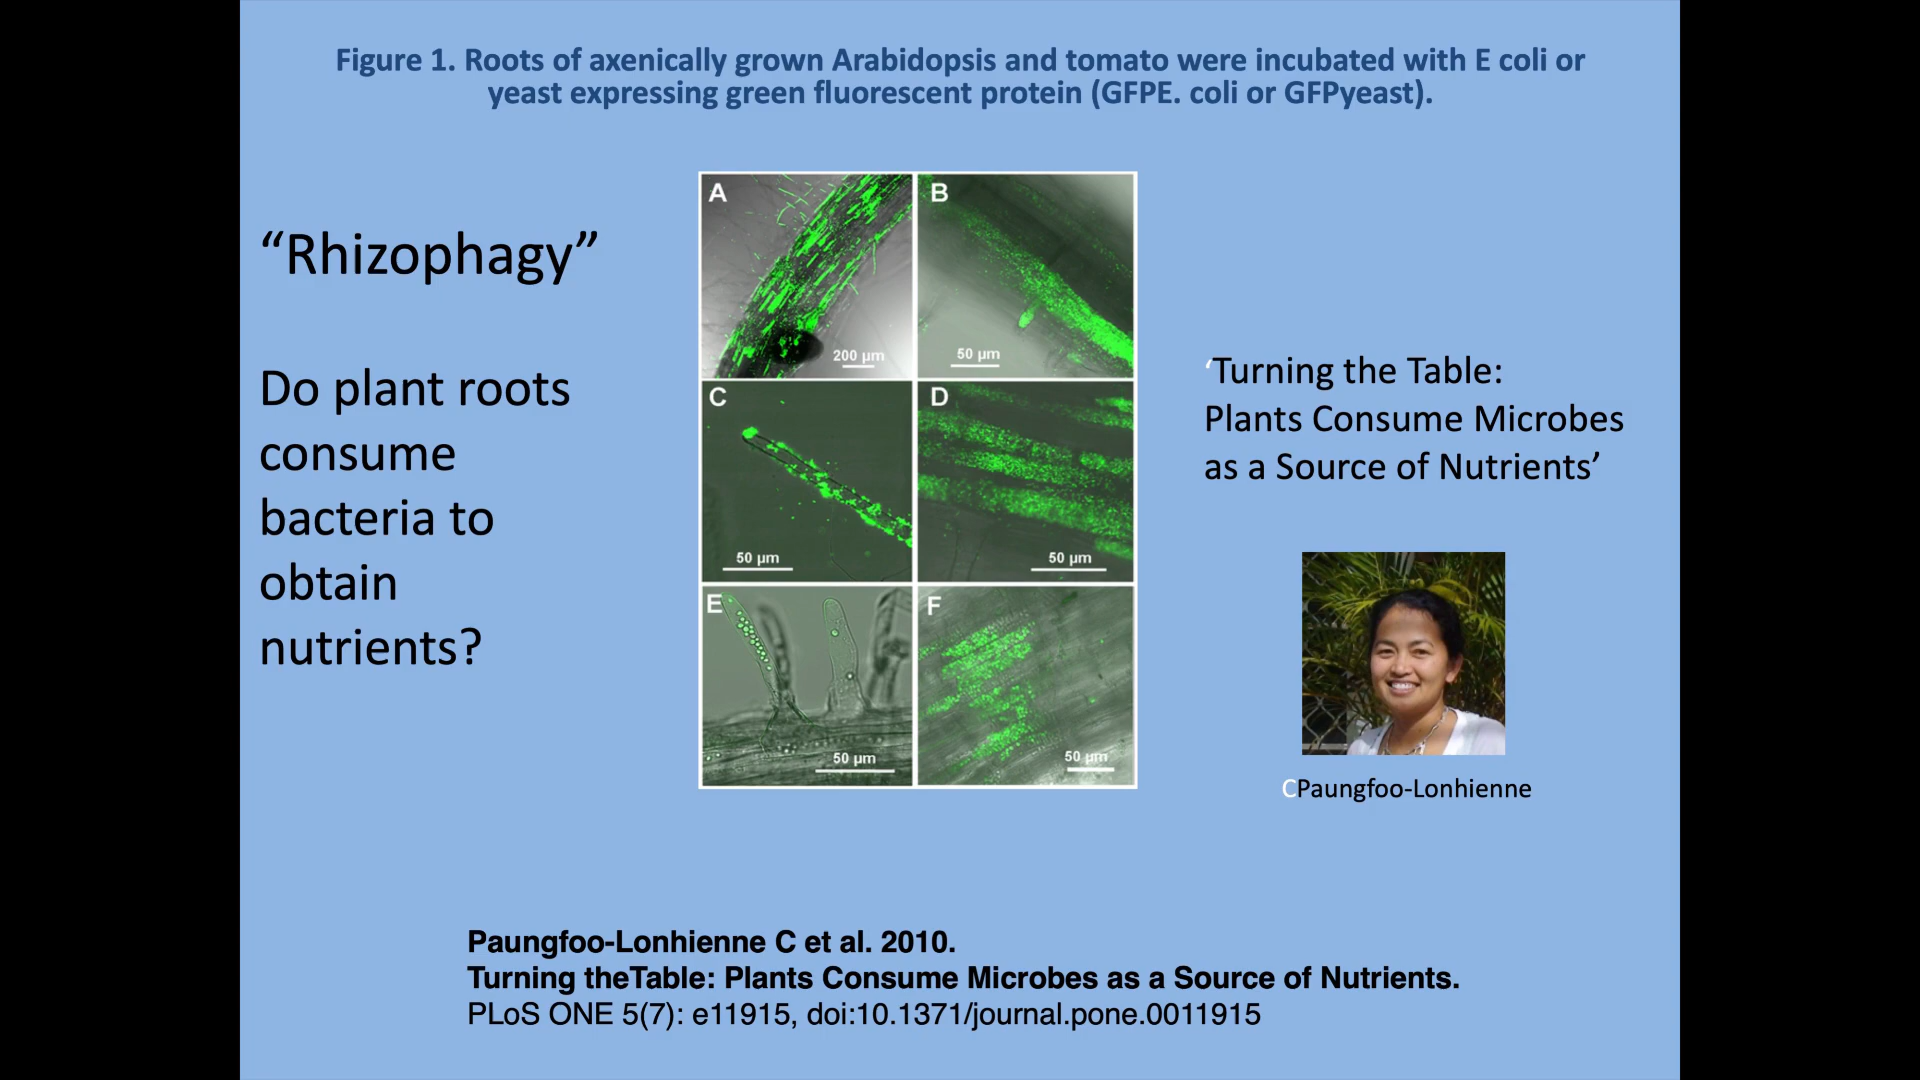 Figure 1. Roots of axenically grown Arabidopsis and tomato were incubated with E coli or
yeast expressing green fluorescent protein (GFPE. coli or GFPyeast).
“Rhizophagy”
Do plant roots
consume
bacteria to
obtain
nutrients?
A
200 µm
B
50 µm
C
50 µm
D
50 µm
E
50 µm
F
50 µm
‘Turning the Table:
Plants Consume Microbes
as a Source of Nutrients’
CPaungfoo-Lonhienne
Paungfoo-Lonhienne C et al. 2010.
Turning theTable: Plants Consume Microbes as a Source of Nutrients.
PLoS ONE 5(7): e11915, doi:10.1371/journal.pone.0011915